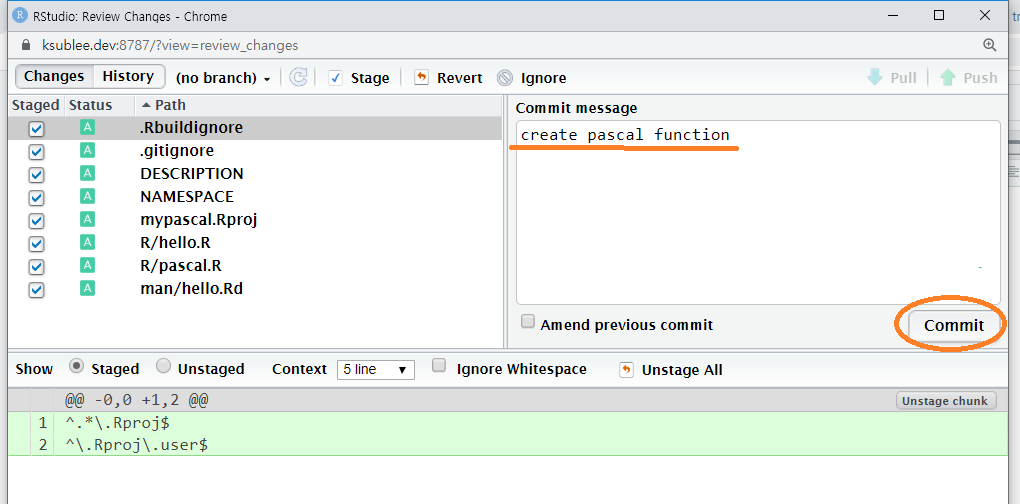 RStudio: Review Changes - Chrome
ksublee.dev:8787/?view=review_changes
Changes History (no branch) Stage Revert Ignore Pull Push
Staged Status Path
A .Rbuildignore
A .gitignore
A DESCRIPTION
A NAMESPACE
A mypascal.Rproj
A R/hello.R
A R/pascal.R
A man/hello.Rd
Commit message
create pascal function
Amend previous commit Commit
Show Staged Unstaged Context 5 line Ignore Whitespace Unstage All
@@ -0,0 +1,2 @@ Unstage chunk
1 ^.*\.Rproj$
2 ^\.Rproj\.user$